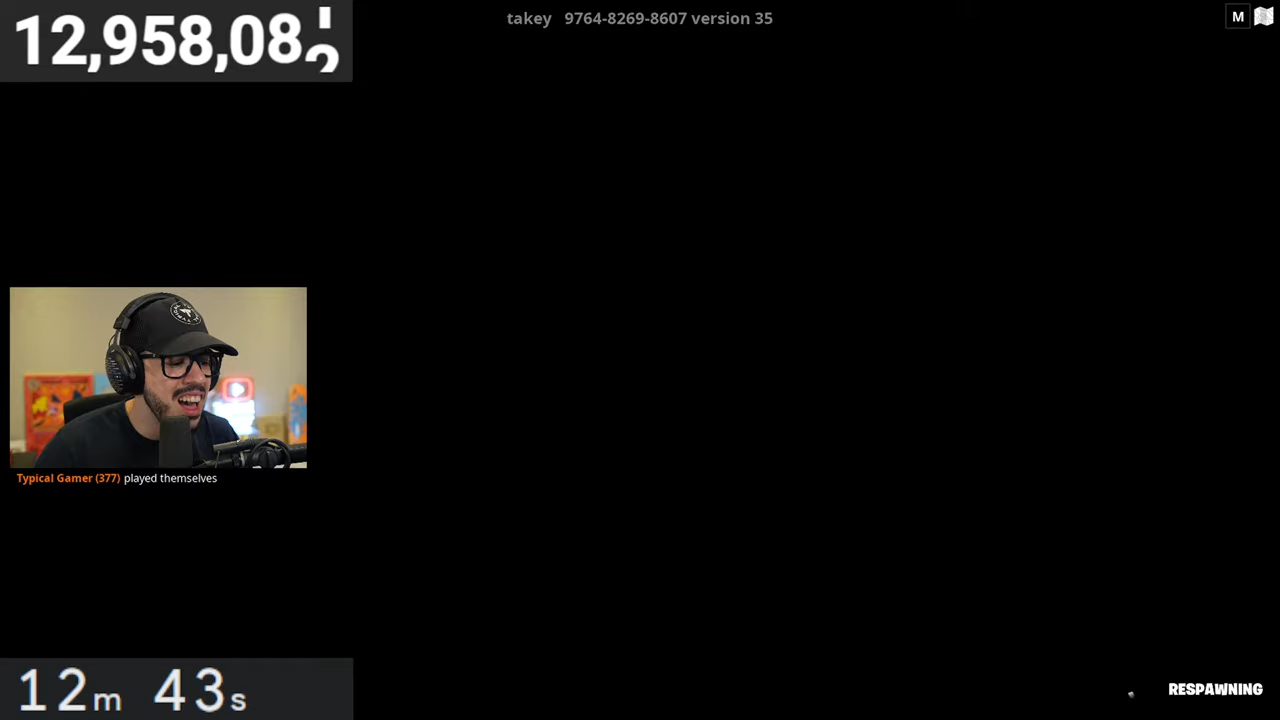 12,958,08
takey 9764-8269-8607 version 35
M
Typical Gamer (377) played themselves
12m 43s
RESPAWNING